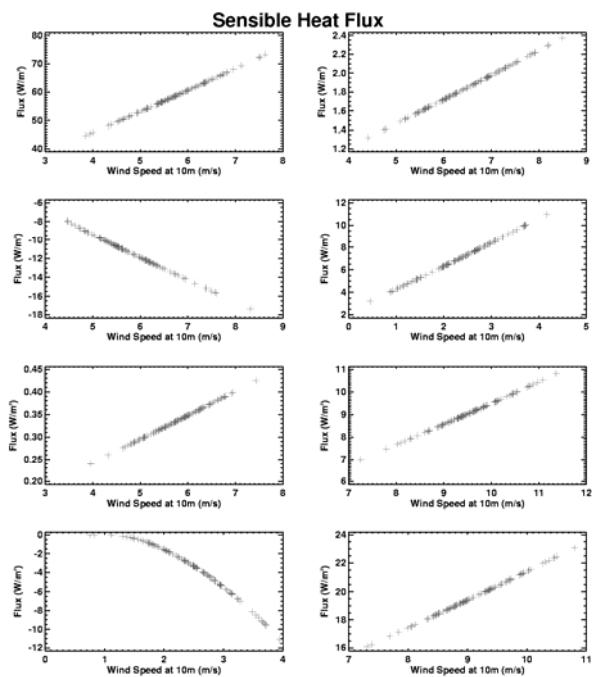 Sensible Heat Flux
80
70
60
50
40
Flux (W/m²)
3 4 5 6 7 8
Wind Speed at 10m (m/s)
2.4
2.2
2.0
1.8
1.6
1.4
1.2
Flux (W/m²)
4 5 6 7 8 9
Wind Speed at 10m (m/s)
-6
-8
-10
-12
-14
-16
-18
Flux (W/m²)
4 5 6 7 8 9
Wind Speed at 10m (m/s)
12
10
8
6
4
2
Flux (W/m²)
0 1 2 3 4 5
Wind Speed at 10m (m/s)
0.45
0.40
0.35
0.30
0.25
0.20
Flux (W/m²)
3 4 5 6 7 8
Wind Speed at 10m (m/s)
11
10
9
8
7
6
Flux (W/m²)
7 8 9 10 11 12
Wind Speed at 10m (m/s)
0
-2
-4
-6
-8
-10
-12
Flux (W/m²)
0 1 2 3 4
Wind Speed at 10m (m/s)
24
22
20
18
16
Flux (W/m²)
7 8 9 10 11
Wind Speed at 10m (m/s)